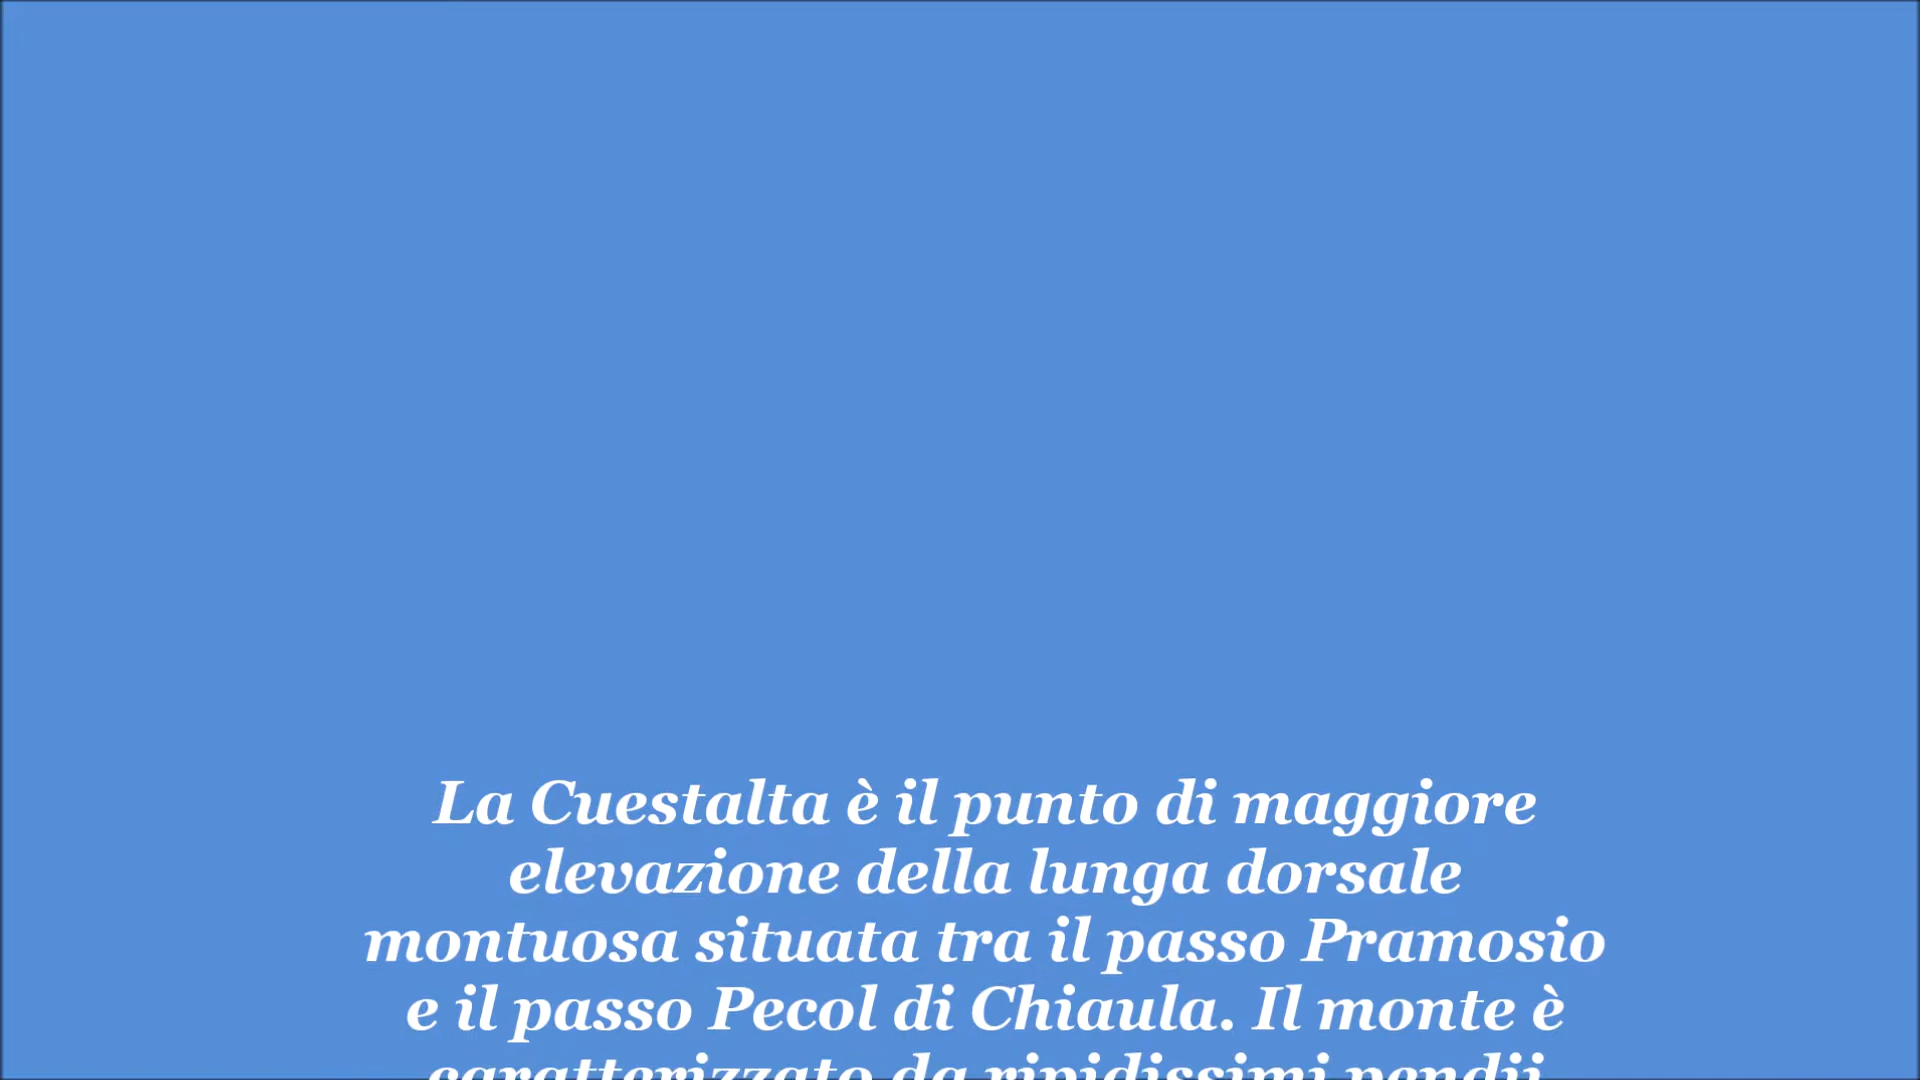 La Cuestalta è il punto di maggiore
elevazione della lunga dorsale
montuosa situata tra il passo Pramosio
e il passo Pecol di Chiaula. Il monte è
caratterizzato da ripidissimi pendii